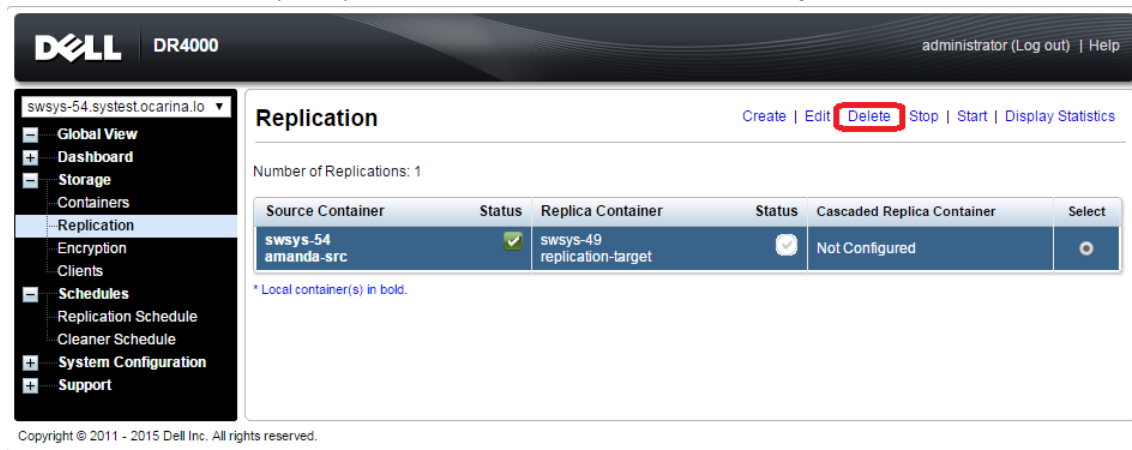 DELL DR4000
administrator (Log out) | Help
swsys-54.systest.ocarina.lo
Global View
Dashboard
Storage
Containers
Replication
Encryption
Clients
Schedules
Replication Schedule
Cleaner Schedule
System Configuration
Support
Replication
Create | Edit Delete Stop | Start | Display Statistics
Number of Replications: 1
Source Container Status Replica Container Status Cascaded Replica Container Select
swsys-54 swsys-49
amanda-src replication-target
Not Configured
* Local container(s) in bold.
Copyright © 2011 - 2015 Dell Inc. All rights reserved.